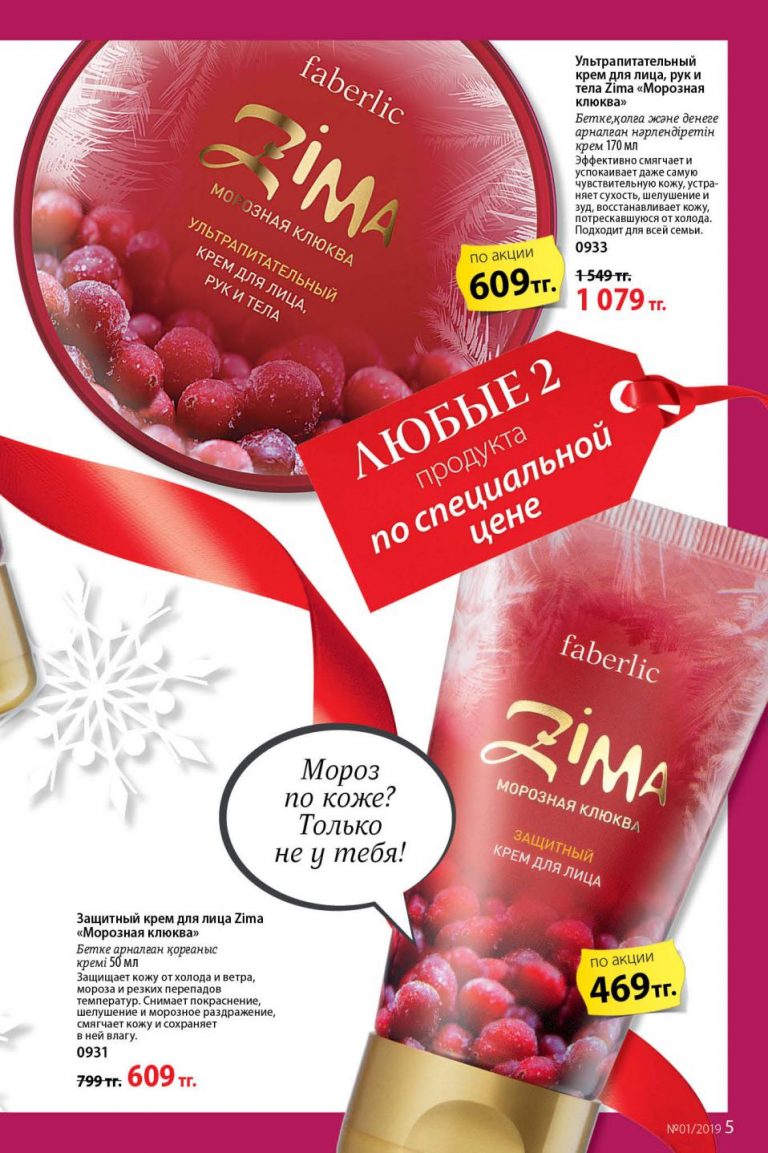 faberlic
Zima
МОРОЗНАЯ КЛЮКВА
УЛЬТРАПИТАТЕЛЬНЫЙ
КРЕМ ДЛЯ ЛИЦА,
РУК И ТЕЛА
Ультрапитательный
крем для лица, рук и
тела Zima «Морозная
клюква»
Бетке,қолға және денеге
арналған нәрлендіретін
крем 170 мл
Эффективно смягчает и
успокаивает даже самую
чувствительную кожу, устра-
няет сухость, шелушение и
зуд, восстанавливает кожу,
потрескавшуюся от холода.
Подходит для всей семьи.
0933
1 549 тг.
1 079 тг.
по акции
609тг.
ЛЮБЫЕ 2
продукта
по специальной
цене
faberlic
Zima
МОРОЗНАЯ КЛЮКВА
ЗАЩИТНЫЙ
КРЕМ ДЛЯ ЛИЦА
Мороз
по коже?
Только
не у тебя!
по акции
469тг.
Защитный крем для лица Zima
«Морозная клюква»
Бетке арналған қорғаныс
кремі 50 мл
Защищает кожу от холода и ветра,
мороза и резких перепадов
температур. Снимает покраснение,
шелушение и морозное раздражение,
смягчает кожу и сохраняет
в ней влагу.
0931
799 тг. 609 тг.
№01/2019 5